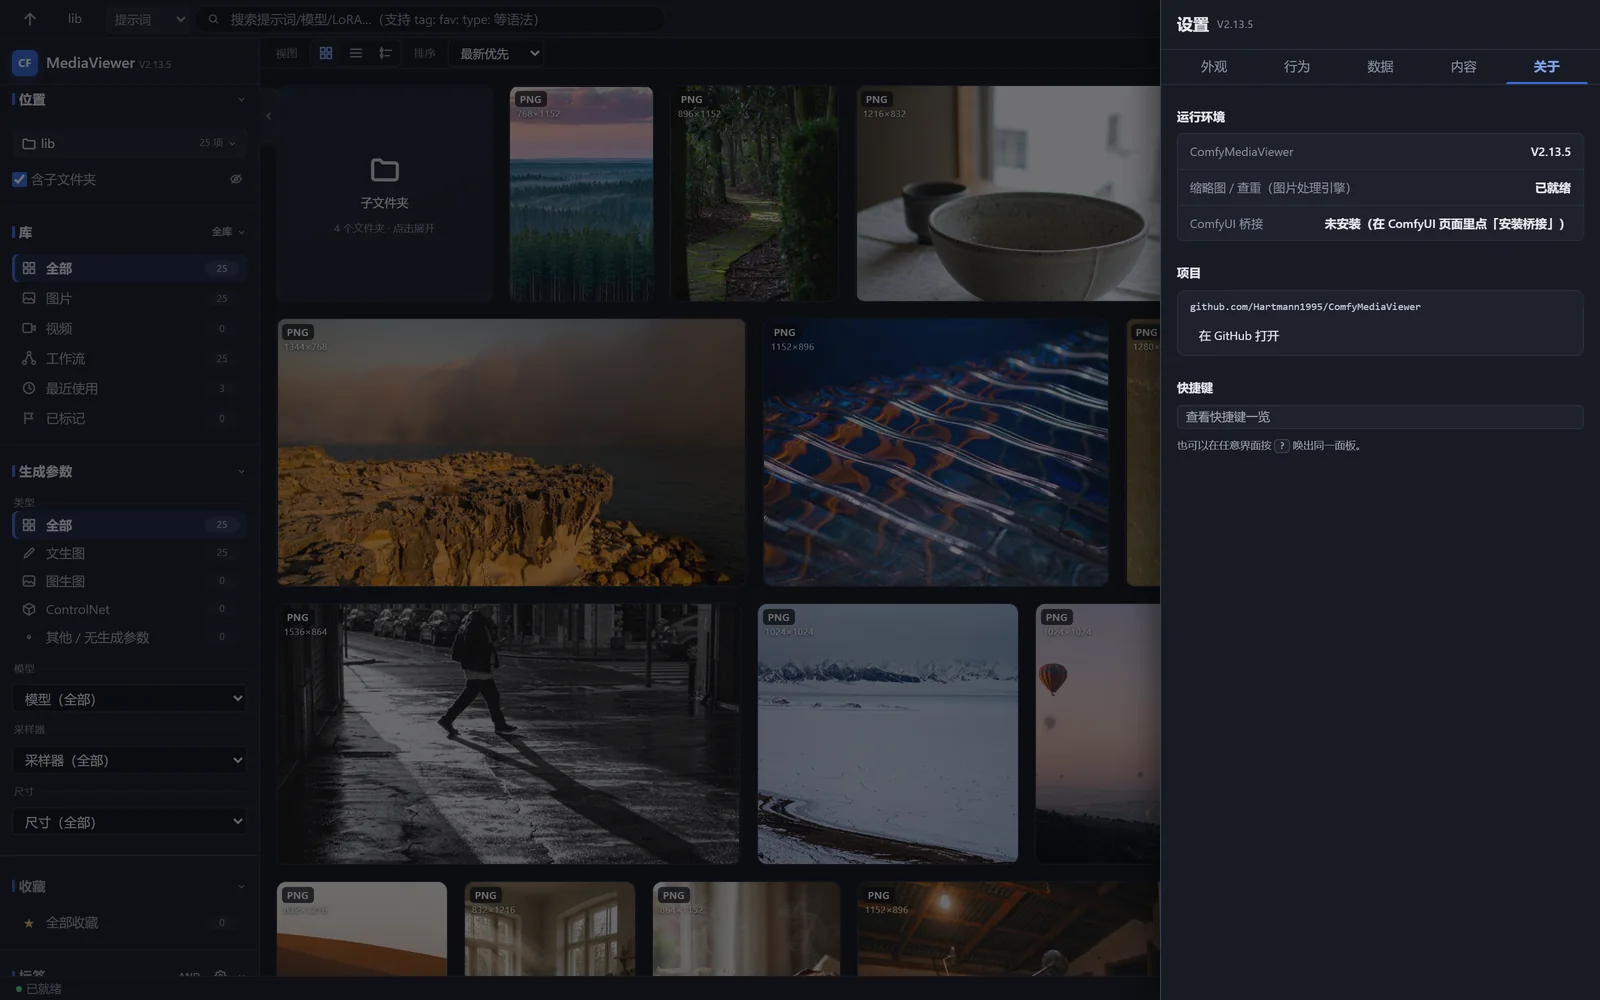 lib
提示词
搜索提示词/模型/LoRA...（支持 tag: fav: type: 等语法）
CF
MediaViewer V2.13.5
位置
lib
25 项
含子文件夹
库
全库
全部
25
图片
25
视频
0
工作流
25
最近使用
3
已标记
0
生成参数
类型
全部
25
文生图
25
图生图
0
ControlNet
0
其他 / 无生成参数
0
模型
模型（全部）
采样器
采样器（全部）
尺寸
尺寸（全部）
收藏
全部收藏
0
标签
AND
已就绪
视图
排序
最新优先
子文件夹
4 个文件夹 · 点击展开
PNG
768×1152
PNG
896×1152
PNG
1216×832
PNG
1344×768
PNG
1152×896
PNG
PNG
1536×864
PNG
1024×1024
PNG
1024×1024
PNG
PNG
832×1216
PNG
PNG
1152×896
设置 V2.13.5
外观
行为
数据
内容
关于
运行环境
ComfyMediaViewer
V2.13.5
缩略图 / 查重（图片处理引擎）
已就绪
ComfyUI 桥接
未安装（在 ComfyUI 页面里点「安装桥接」）
项目
github.com/Hartmann1995/ComfyMediaViewer
在 GitHub 打开
快捷键
查看快捷键一览
也可以在任意界面按 ? 唤出同一面板。